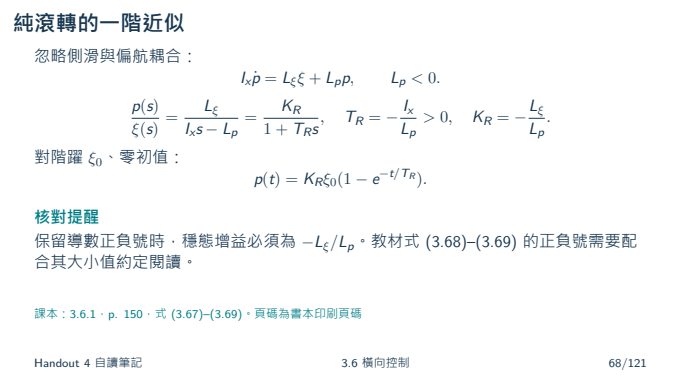 純滾轉的一階近似
忽略側滑與偏航耦合：
Iₓṗ = L_ξ ξ + L_p p, L_p < 0.
p(s)/ξ(s) = L_ξ/(Iₓs − L_p) = K_R/(1 + T_R s), T_R = −Iₓ/L_p > 0, K_R = −L_ξ/L_p.
對階躍 ξ₀、零初值：
p(t) = K_R ξ₀(1 − e^{−t/T_R}).
核對提醒
保留導數正負號時，穩態增益必須為 −L_ξ/L_p。教材式 (3.68)–(3.69) 的正負號需要配
合其大小值約定閱讀。
課本：3.6.1，p. 150，式 (3.67)–(3.69)。頁碼為書本印刷頁碼
Handout 4 自讀筆記 3.6 橫向控制 68/121